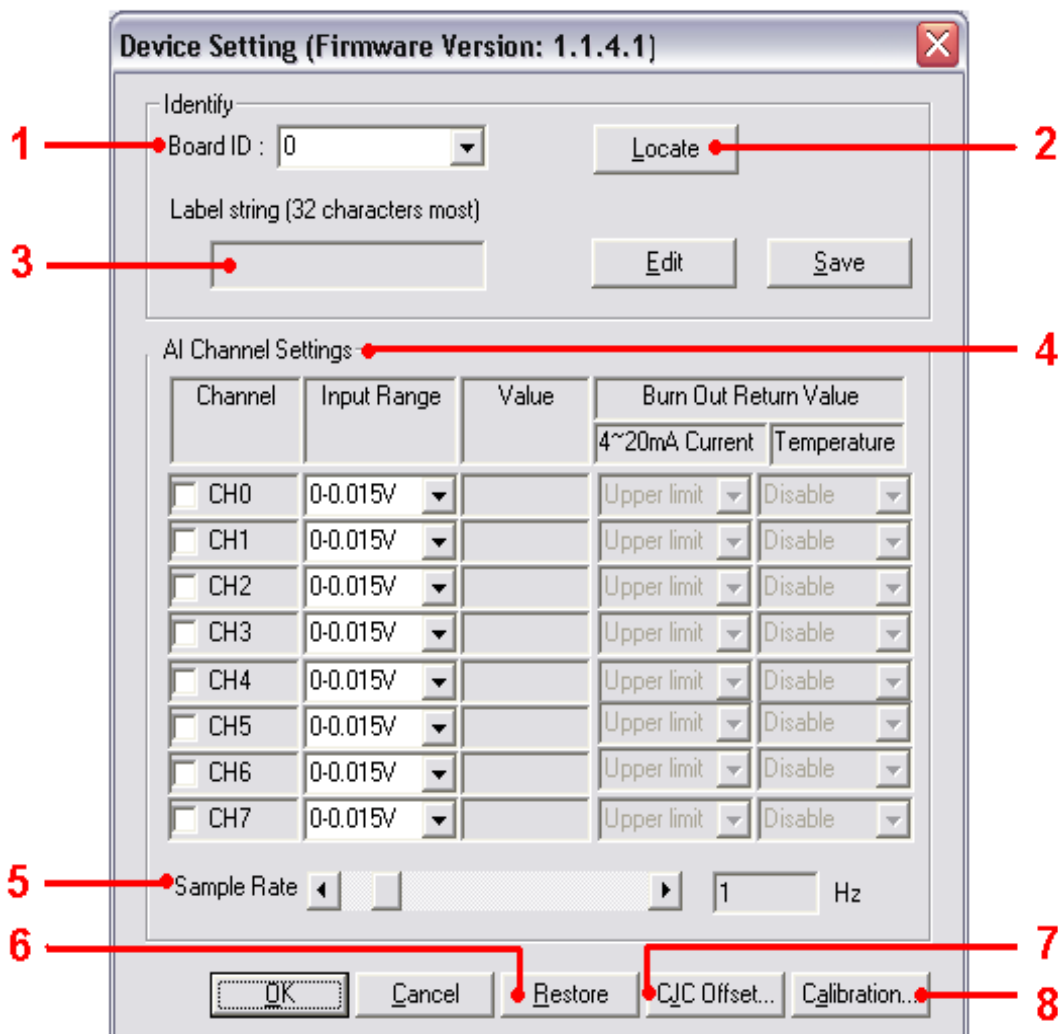 Device Setting (Firmware Version: 1.1.4.1)
Identify
1 Board ID : 0 Locate 2
Label string (32 characters most)
3 Edit Save
AI Channel Settings 4
Channel Input Range Value Burn Out Return Value
4~20mA Current Temperature
CH0 0-0.015V Upper limit Disable
CH1 0-0.015V Upper limit Disable
CH2 0-0.015V Upper limit Disable
CH3 0-0.015V Upper limit Disable
CH4 0-0.015V Upper limit Disable
CH5 0-0.015V Upper limit Disable
CH6 0-0.015V Upper limit Disable
CH7 0-0.015V Upper limit Disable
5 Sample Rate 1 Hz
6 7
OK Cancel Restore CJC Offset... Calibration... 8